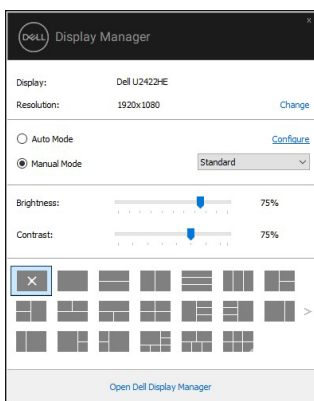 DELL Display Manager
Display: Dell U2422HE
Resolution: 1920x1080 Change
Auto Mode Configure
Manual Mode Standard
Brightness: 75%
Contrast: 75%
Open Dell Display Manager